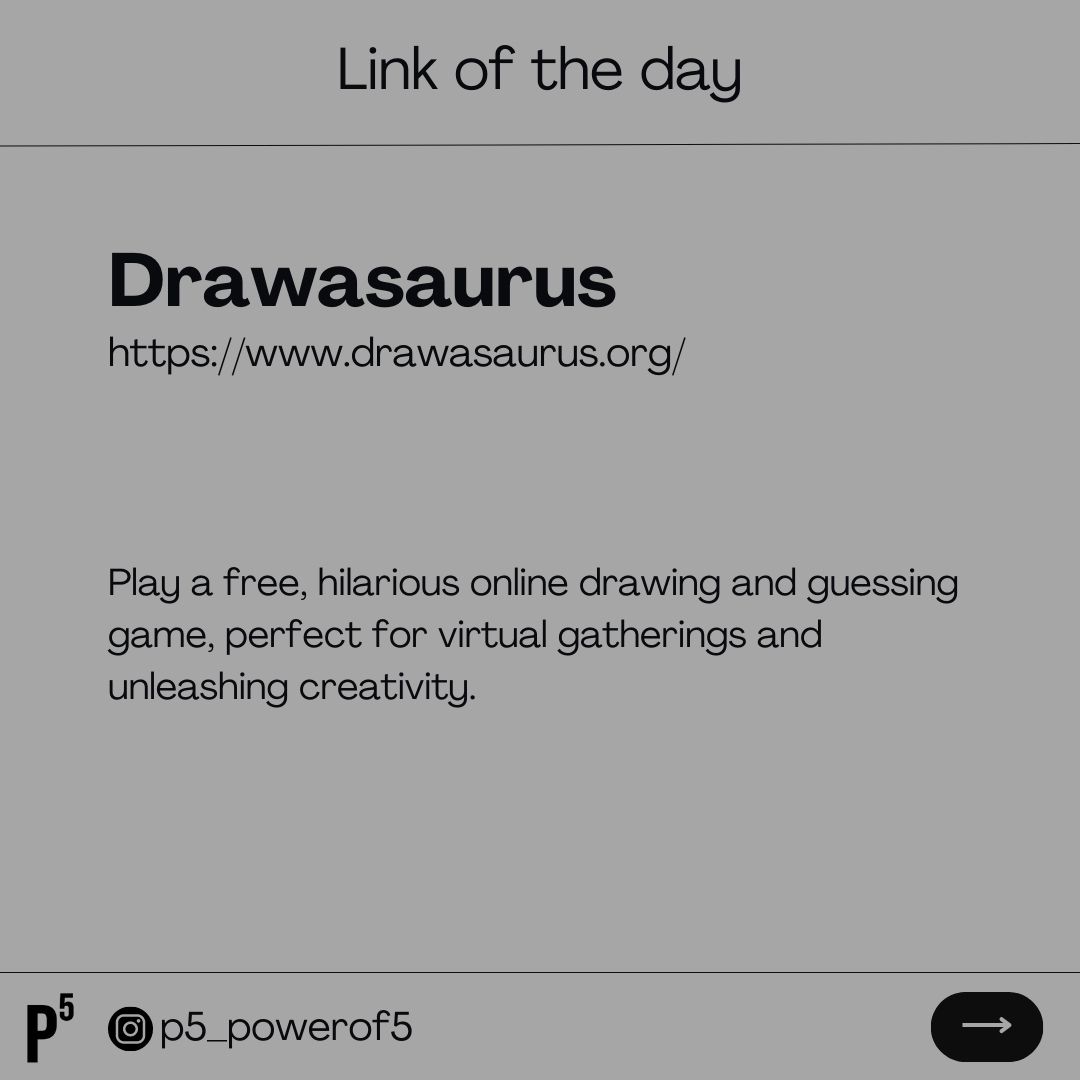 Link of the day
Drawasaurus
https://www.drawasaurus.org/
Play a free, hilarious online drawing and guessing
game, perfect for virtual gatherings and
unleashing creativity.
P⁵ p5_powerof5